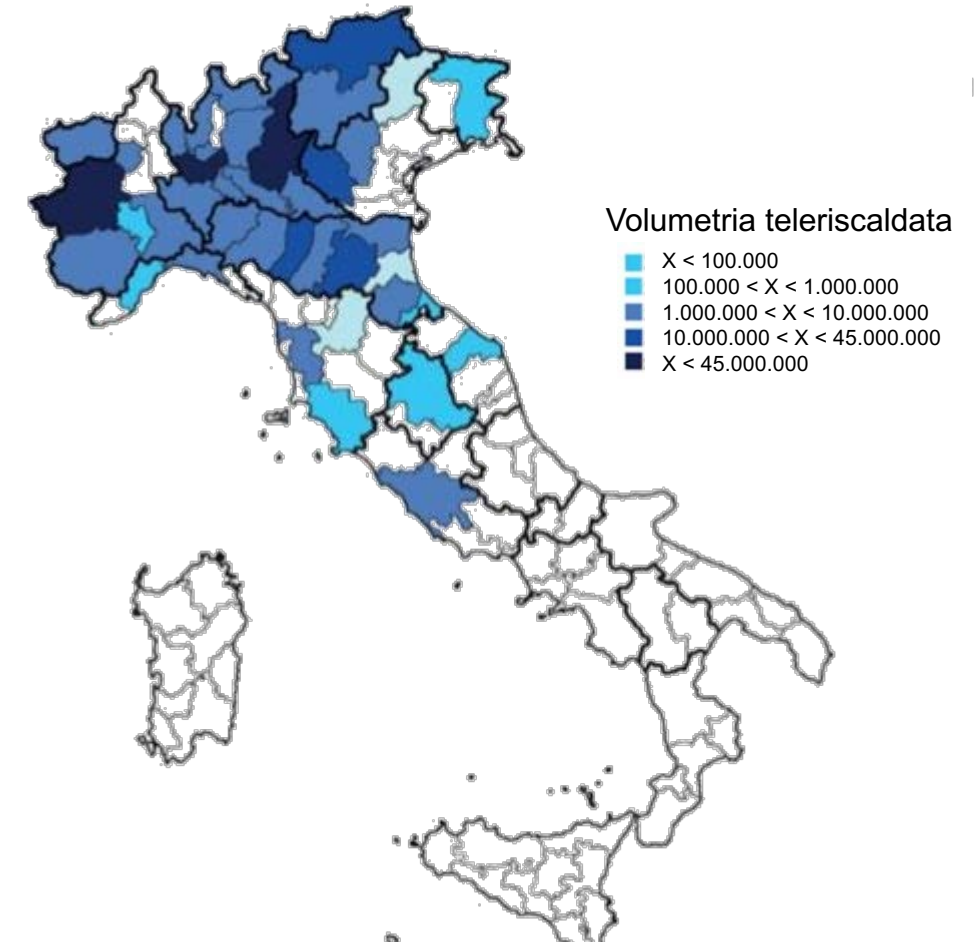 Volumetria teleriscaldata
X < 100.000
100.000 < X < 1.000.000
1.000.000 < X < 10.000.000
10.000.000 < X < 45.000.000
X < 45.000.000